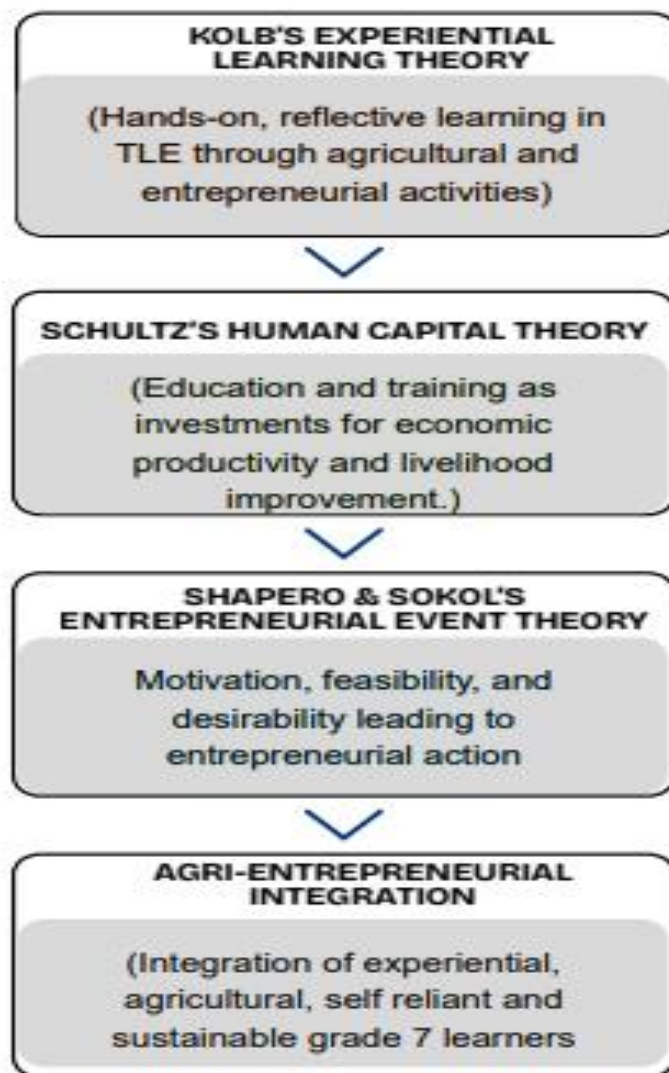 KOLB'S EXPERIENTIAL
LEARNING THEORY
(Hands-on, reflective learning in
TLE through agricultural and
entrepreneurial activities)
SCHULTZ'S HUMAN CAPITAL THEORY
(Education and training as
investments for economic
productivity and livelihood
improvement.)
SHAPERO & SOKOL'S
ENTREPRENEURIAL EVENT THEORY
Motivation, feasibility, and
desirability leading to
entrepreneurial action
AGRI-ENTREPRENEURIAL
INTEGRATION
(Integration of experiential,
agricultural, self reliant and
sustainable grade 7 learners